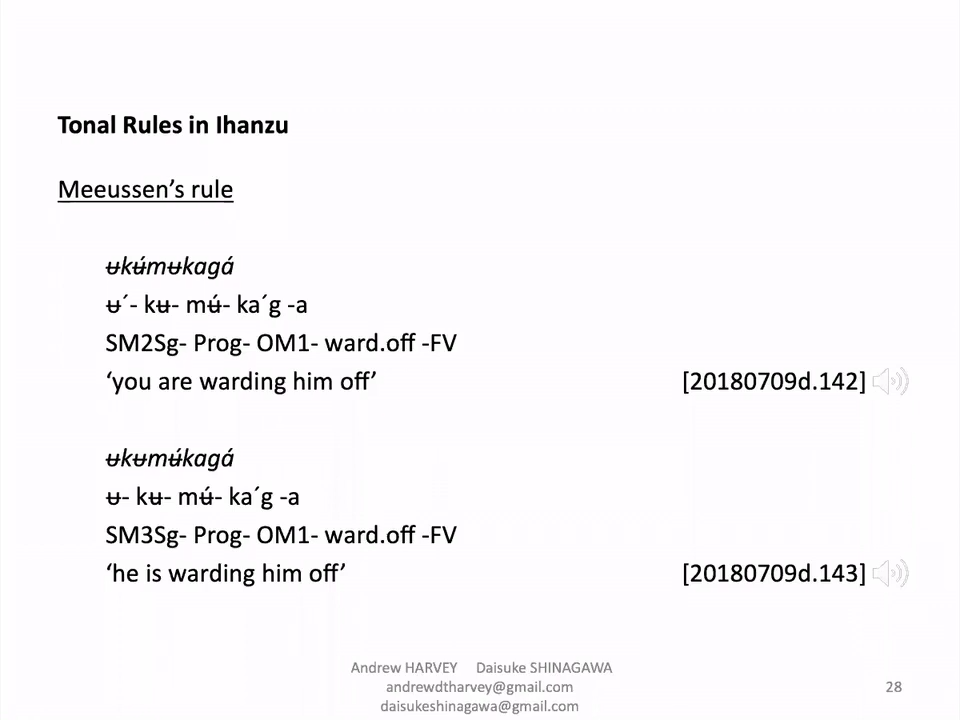 Tonal Rules in Ihanzu
Meeussen’s rule
ʉkʉ́mʉkagá
ʉ´- kʉ- mʉ́- ka´g -a
SM2Sg- Prog- OM1- ward.off -FV
‘you are warding him off’ [20180709d.142]
ʉkʉmʉ́kagá
ʉ- kʉ- mʉ́- ka´g -a
SM3Sg- Prog- OM1- ward.off -FV
‘he is warding him off’ [20180709d.143]
Andrew HARVEY Daisuke SHINAGAWA
andrewdtharvey@gmail.com
daisukeshinagawa@gmail.com
28